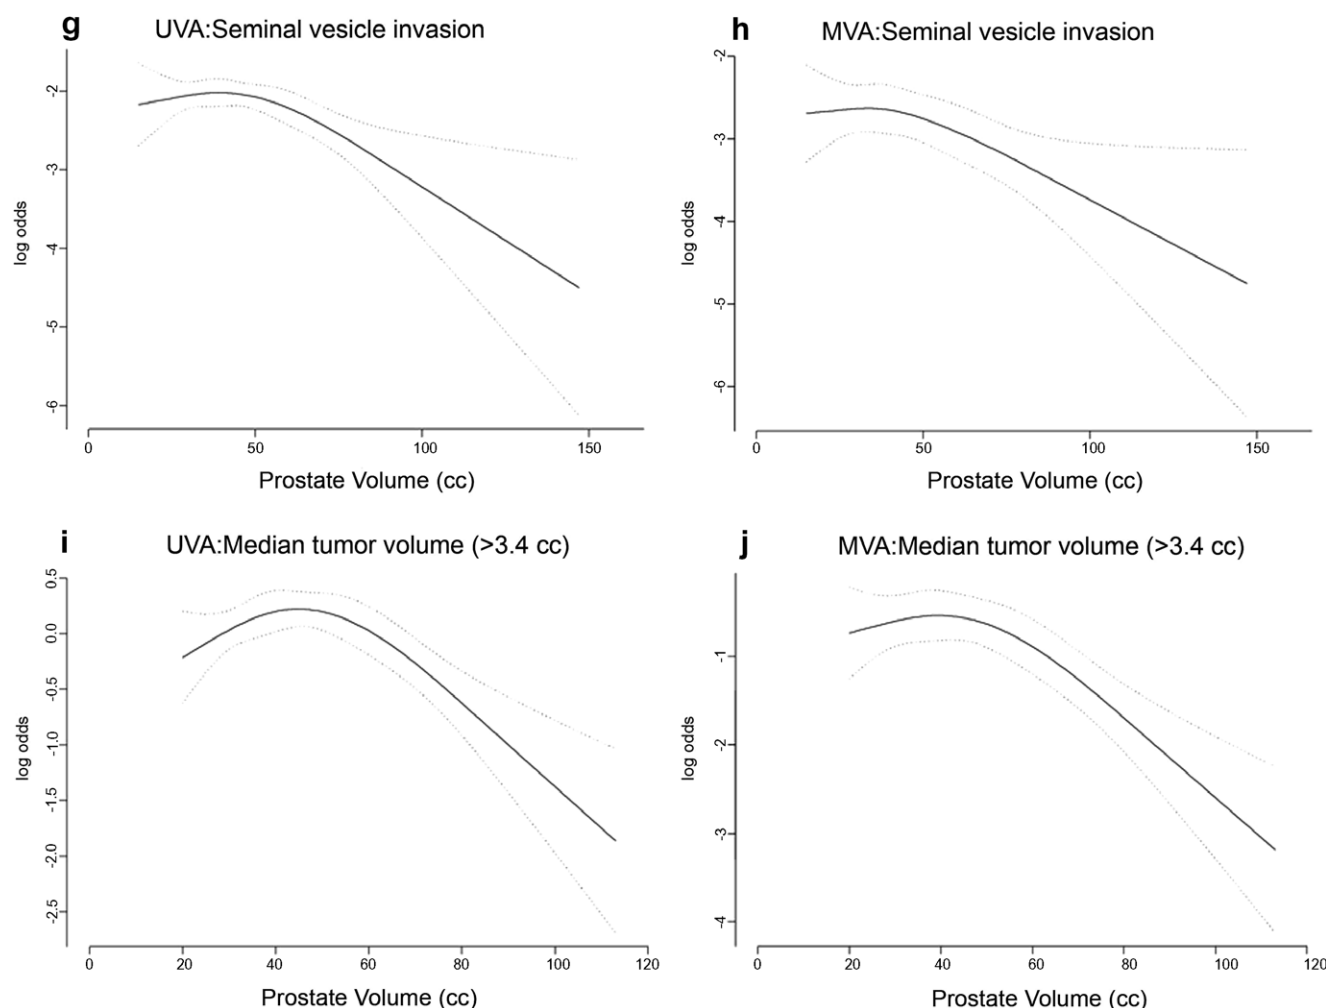 g UVA:Seminal vesicle invasion
-2
-3
-4
-5
-6
log odds
0 50 100 150
Prostate Volume (cc)
h MVA:Seminal vesicle invasion
-2
-3
-4
-5
-6
log odds
0 50 100 150
Prostate Volume (cc)
i UVA:Median tumor volume (>3.4 cc)
0.5
0.0
-0.5
-1.0
-1.5
-2.0
-2.5
log odds
0 20 40 60 80 100 120
Prostate Volume (cc)
j MVA:Median tumor volume (>3.4 cc)
-1
-2
-3
-4
log odds
0 20 40 60 80 100 120
Prostate Volume (cc)